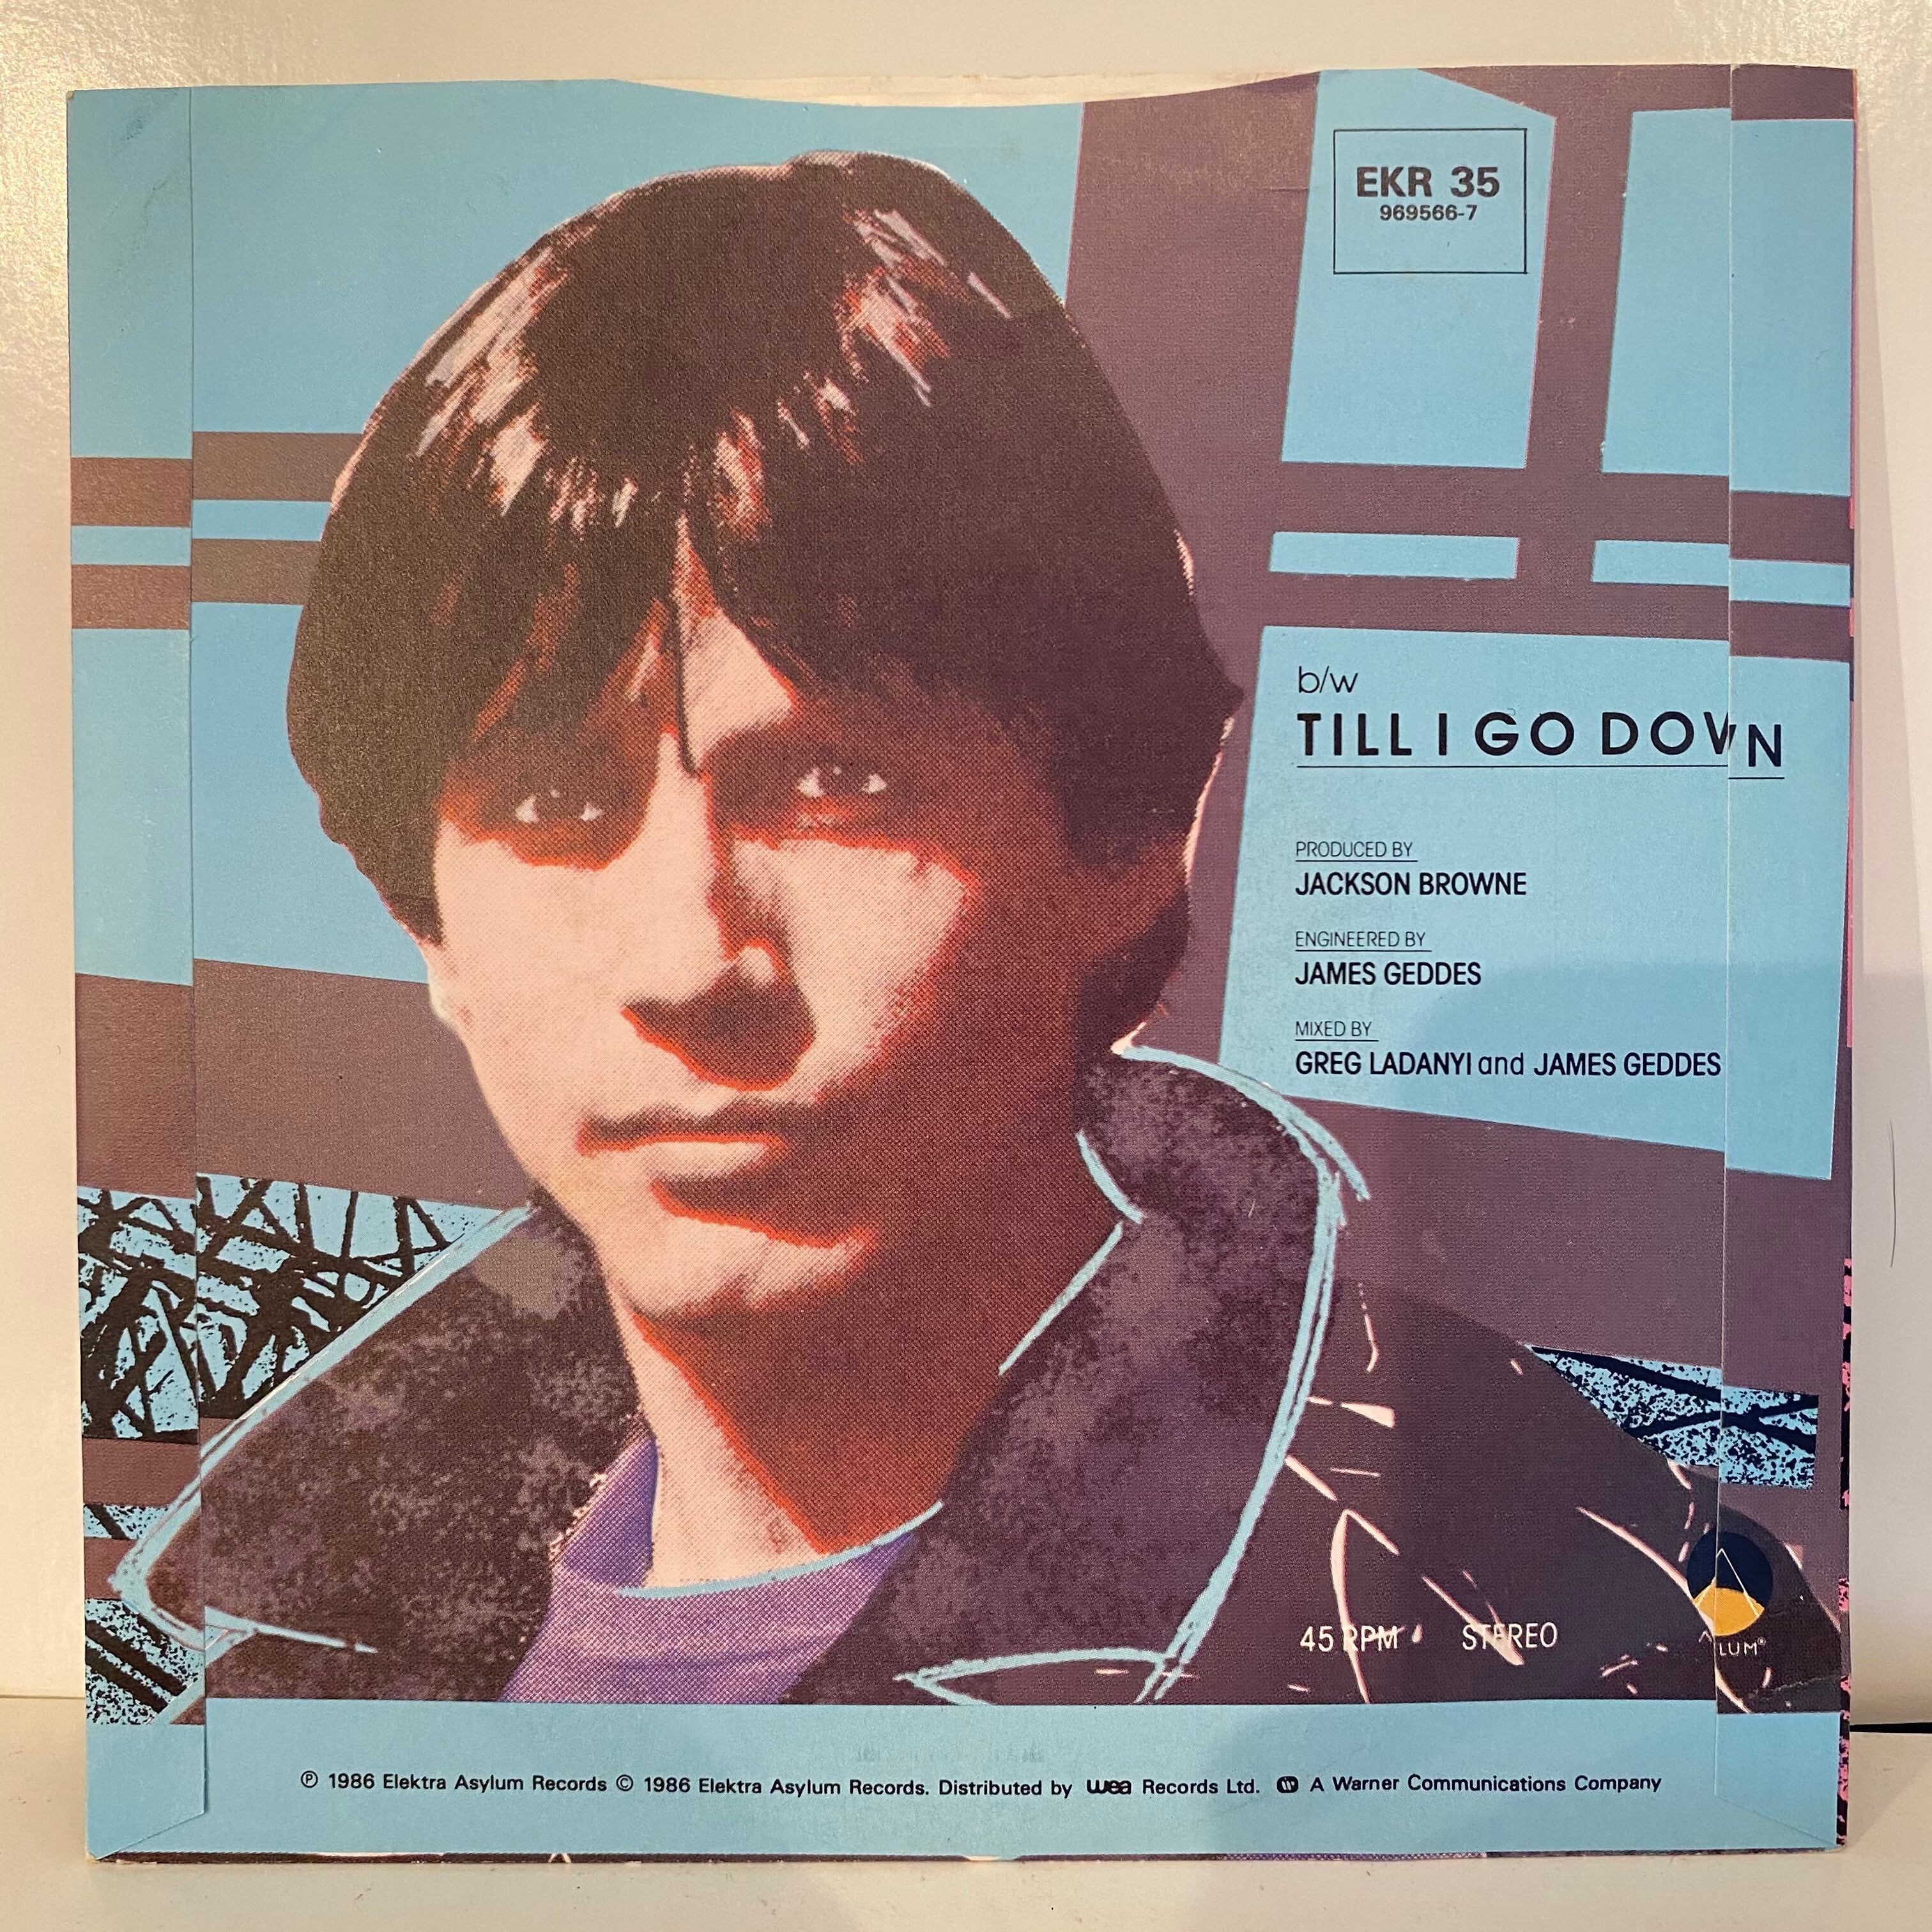 EKR 35
969566-7
b/w
TILL I GO DOWN
PRODUCED BY
JACKSON BROWNE
ENGINEERED BY
JAMES GEDDES
MIXED BY
GREG LADANYI and JAMES GEDDES
45 RPM STEREO
℗ 1986 Elektra Asylum Records © 1986 Elektra Asylum Records. Distributed by wea Records Ltd. A Warner Communications Company